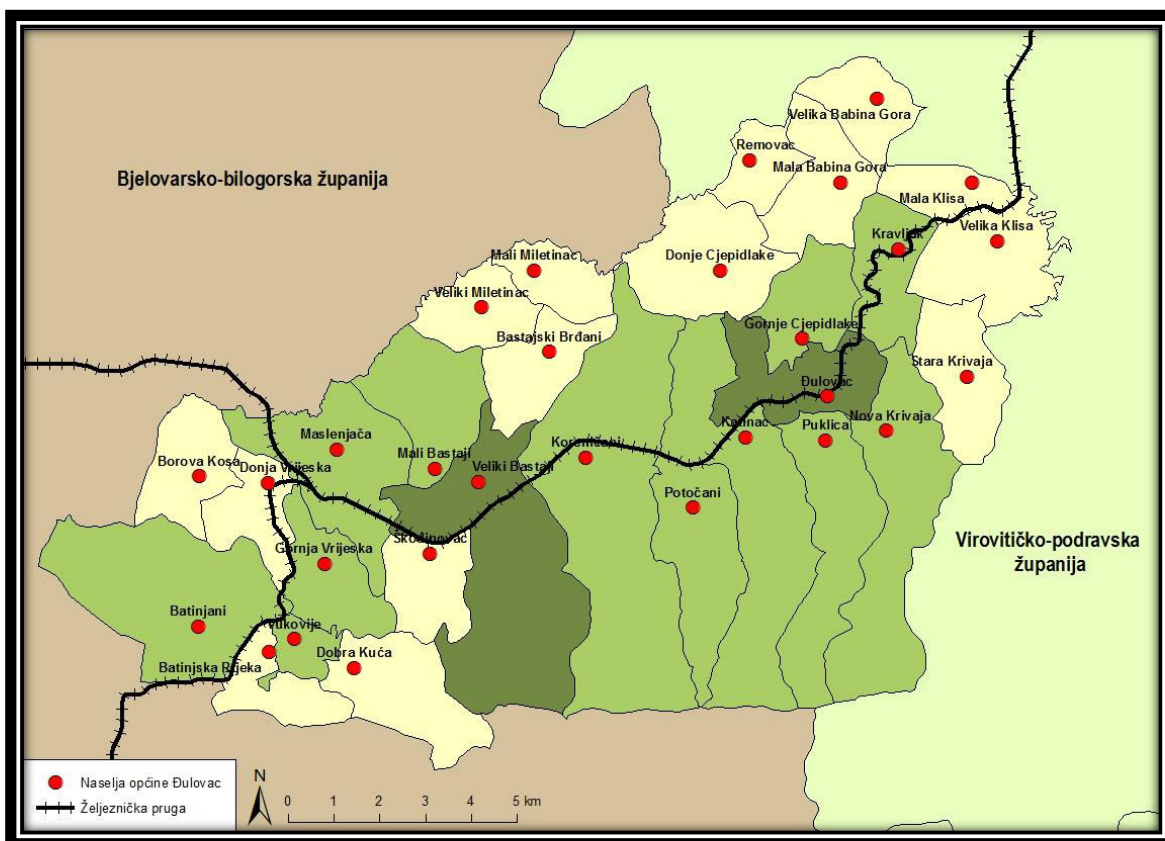 Velika Babina Gora
Removac
Mala Babina Gora
Bjelovarsko-bilogorska županija
Mala Klisa
Kravljak
Velika Klisa
Mali Miletinac
Donje Cjepidlake
Veliki Miletinac
Gornje Cjepidlake
Bastajski Brđani
Stara Krivaja
Đulovac
Nova Krivaja
Maslenjača
Katinac
Puklica
Mali Bastaji
Borova Kosa
Donja Vrijeska
Veliki Bastaji
Potočani
Škodinovac
Virovitičko-podravska
županija
Gornja Vrijeska
Batinjani
Vukovije
Dobra Kuća
Batinjska Rijeka
Naselja općine Đulovac
Željeznička pruga
N
0 1 2 3 4 5 km